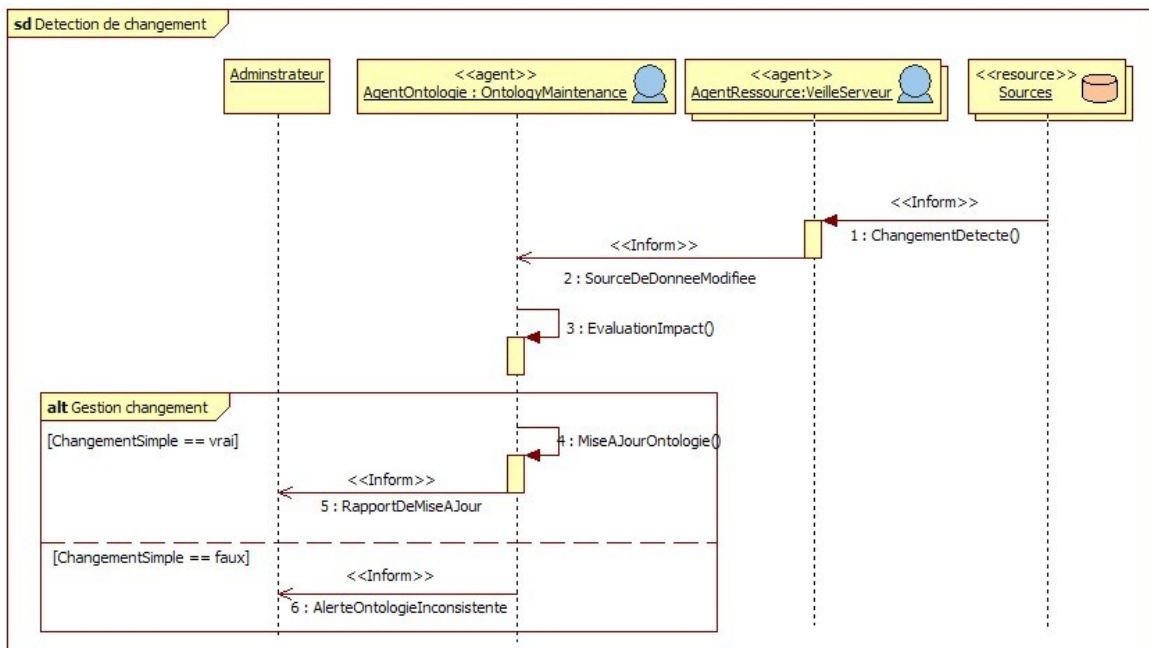 sd Detection de changement
Adminstrateur
<<agent>>
AgentOntologie : OntologyMaintenance
<<agent>>
AgentRessource:VeilleServeur
<<resource>>
Sources
<<Inform>>
1 : ChangementDetecte()
<<Inform>>
2 : SourceDeDonneeModifiee
3 : EvaluationImpact()
alt Gestion changement
[ChangementSimple == vrai]
4 : MiseAJourOntologie()
<<Inform>>
5 : RapportDeMiseAJour
[ChangementSimple == faux]
<<Inform>>
6 : AlerteOntologieInconsistente